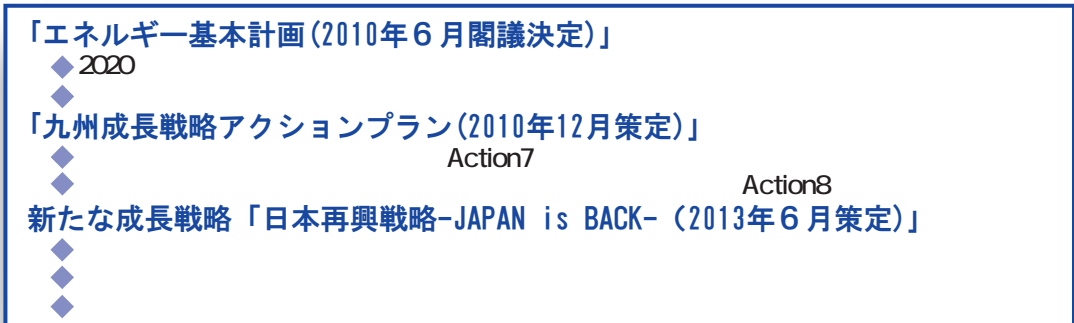 「エネルギー基本計画(2010年６月閣議決定)」
◆2020
◆
「九州成長戦略アクションプラン(2010年12月策定)」
◆ Action7
◆ Action8
新たな成長戦略「日本再興戦略-JAPAN is BACK-（2013年６月策定)」
◆
◆
◆